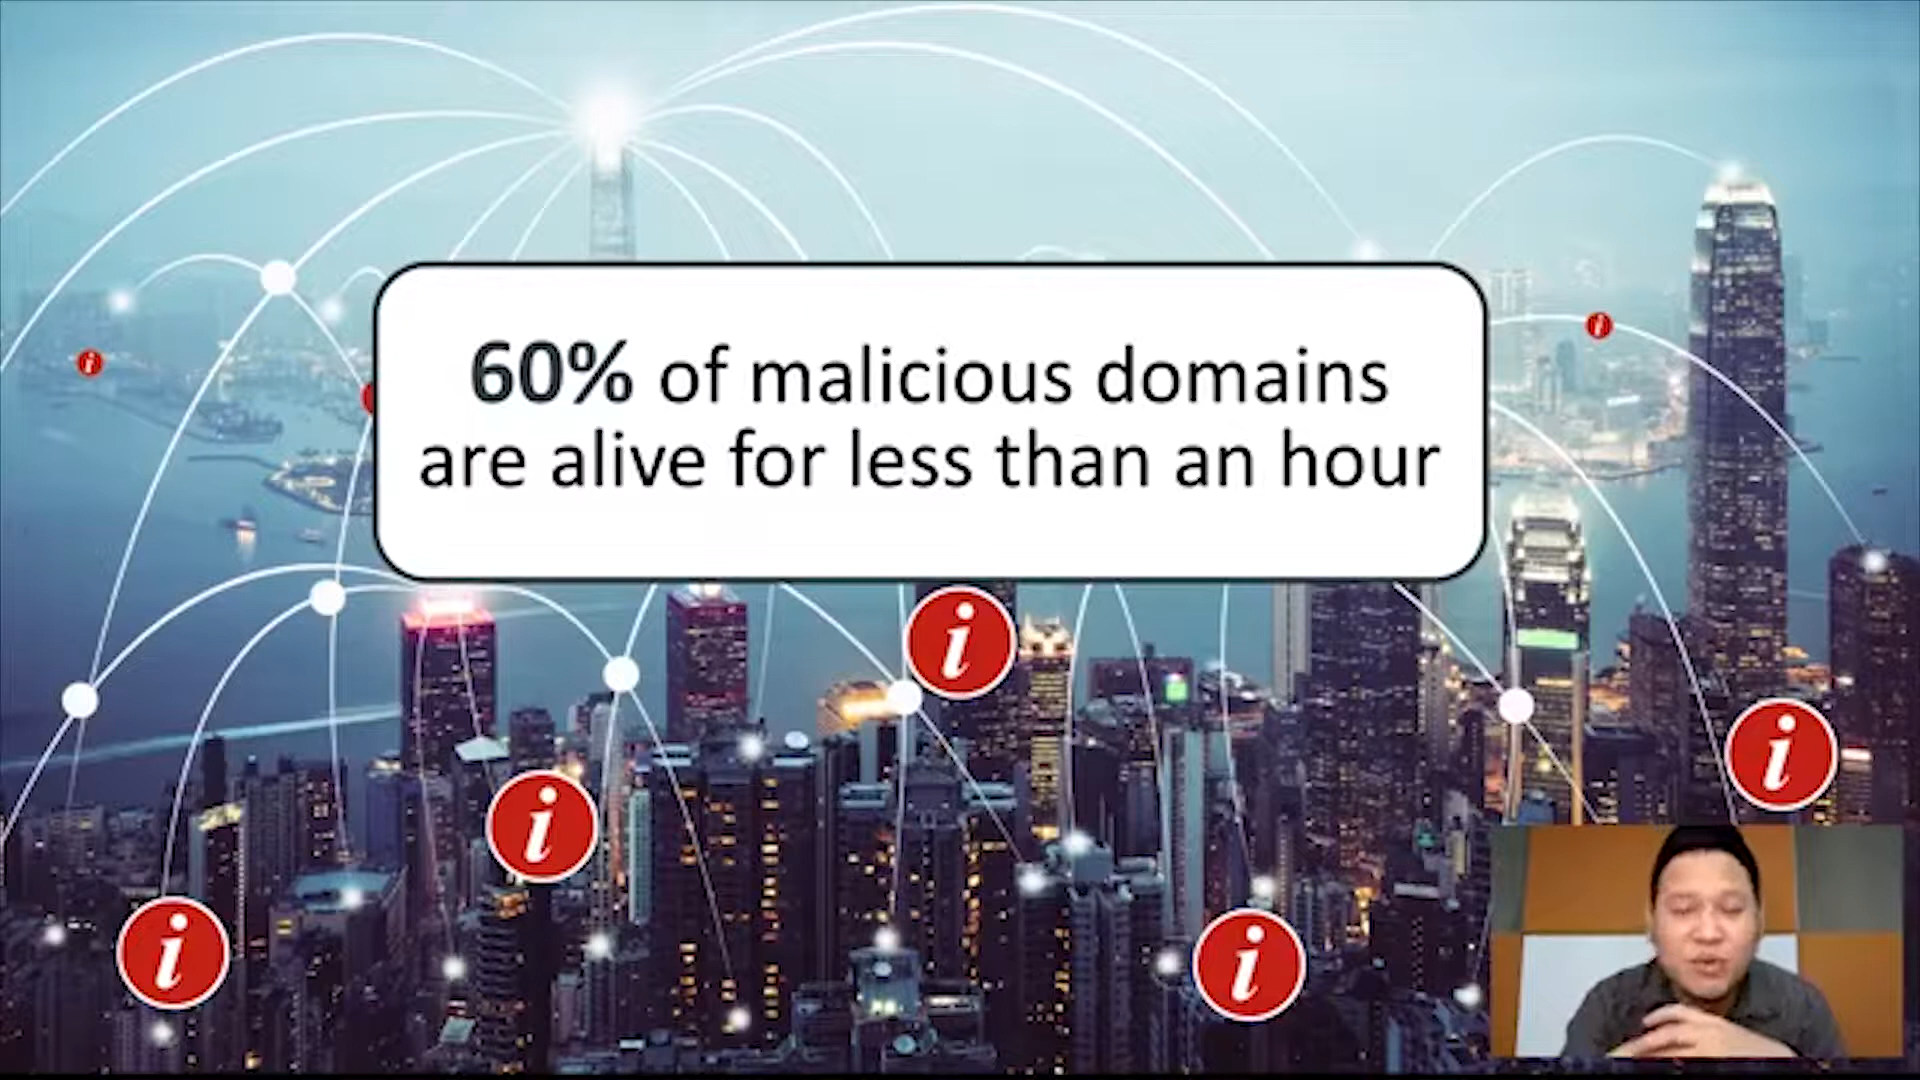 60% of malicious domains
are alive for less than an hour
i
i
i
i
i
i
i